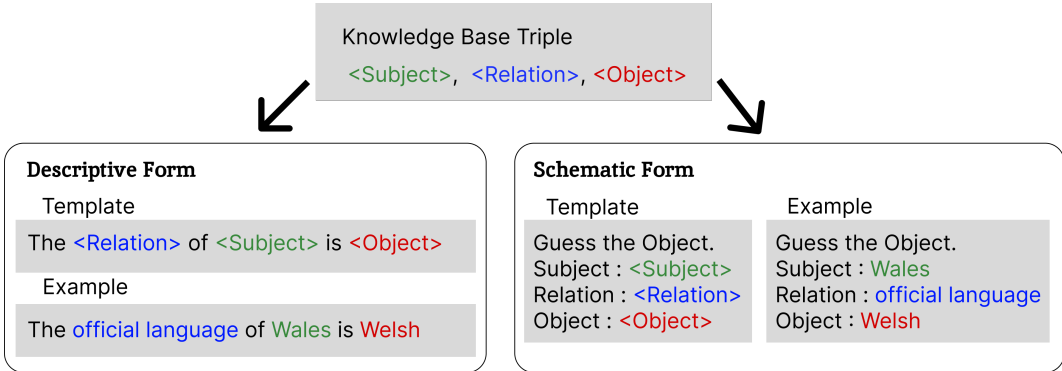 Knowledge Base Triple
<Subject>, <Relation>, <Object>
Descriptive Form
Template
The <Relation> of <Subject> is <Object>
Example
The official language of Wales is Welsh
Schematic Form
Template
Guess the Object.
Subject : <Subject>
Relation : <Relation>
Object : <Object>
Example
Guess the Object.
Subject : Wales
Relation : official language
Object : Welsh